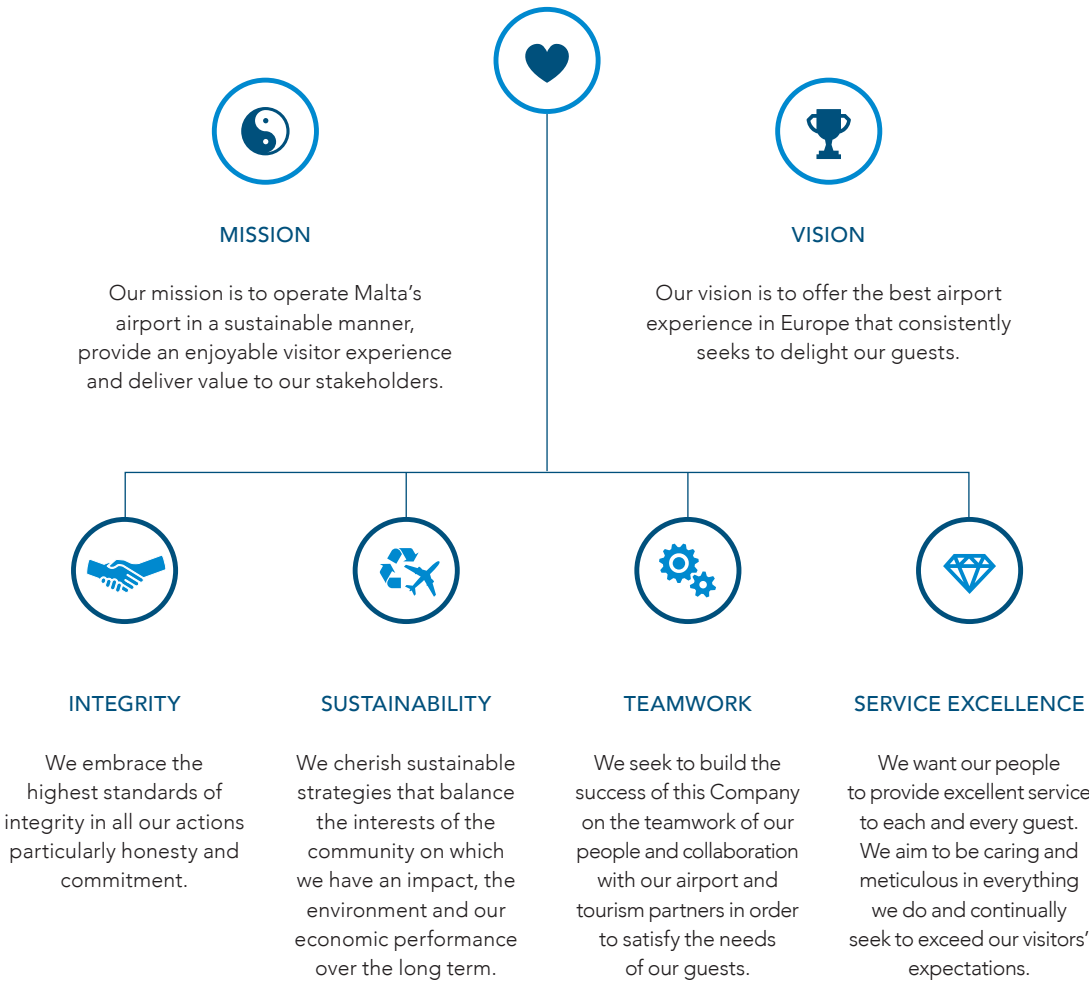 MISSION
Our mission is to operate Malta's
airport in a sustainable manner,
provide an enjoyable visitor experience
and deliver value to our stakeholders.
VISION
Our vision is to offer the best airport
experience in Europe that consistently
seeks to delight our guests.
INTEGRITY
We embrace the
highest standards of
integrity in all our actions
particularly honesty and
commitment.
SUSTAINABILITY
We cherish sustainable
strategies that balance
the interests of the
community on which
we have an impact, the
environment and our
economic performance
over the long term.
TEAMWORK
We seek to build the
success of this Company
on the teamwork of our
people and collaboration
with our airport and
tourism partners in order
to satisfy the needs
of our guests.
SERVICE EXCELLENCE
We want our people
to provide excellent service
to each and every guest.
We aim to be caring and
meticulous in everything
we do and continually
seek to exceed our visitors'
expectations.